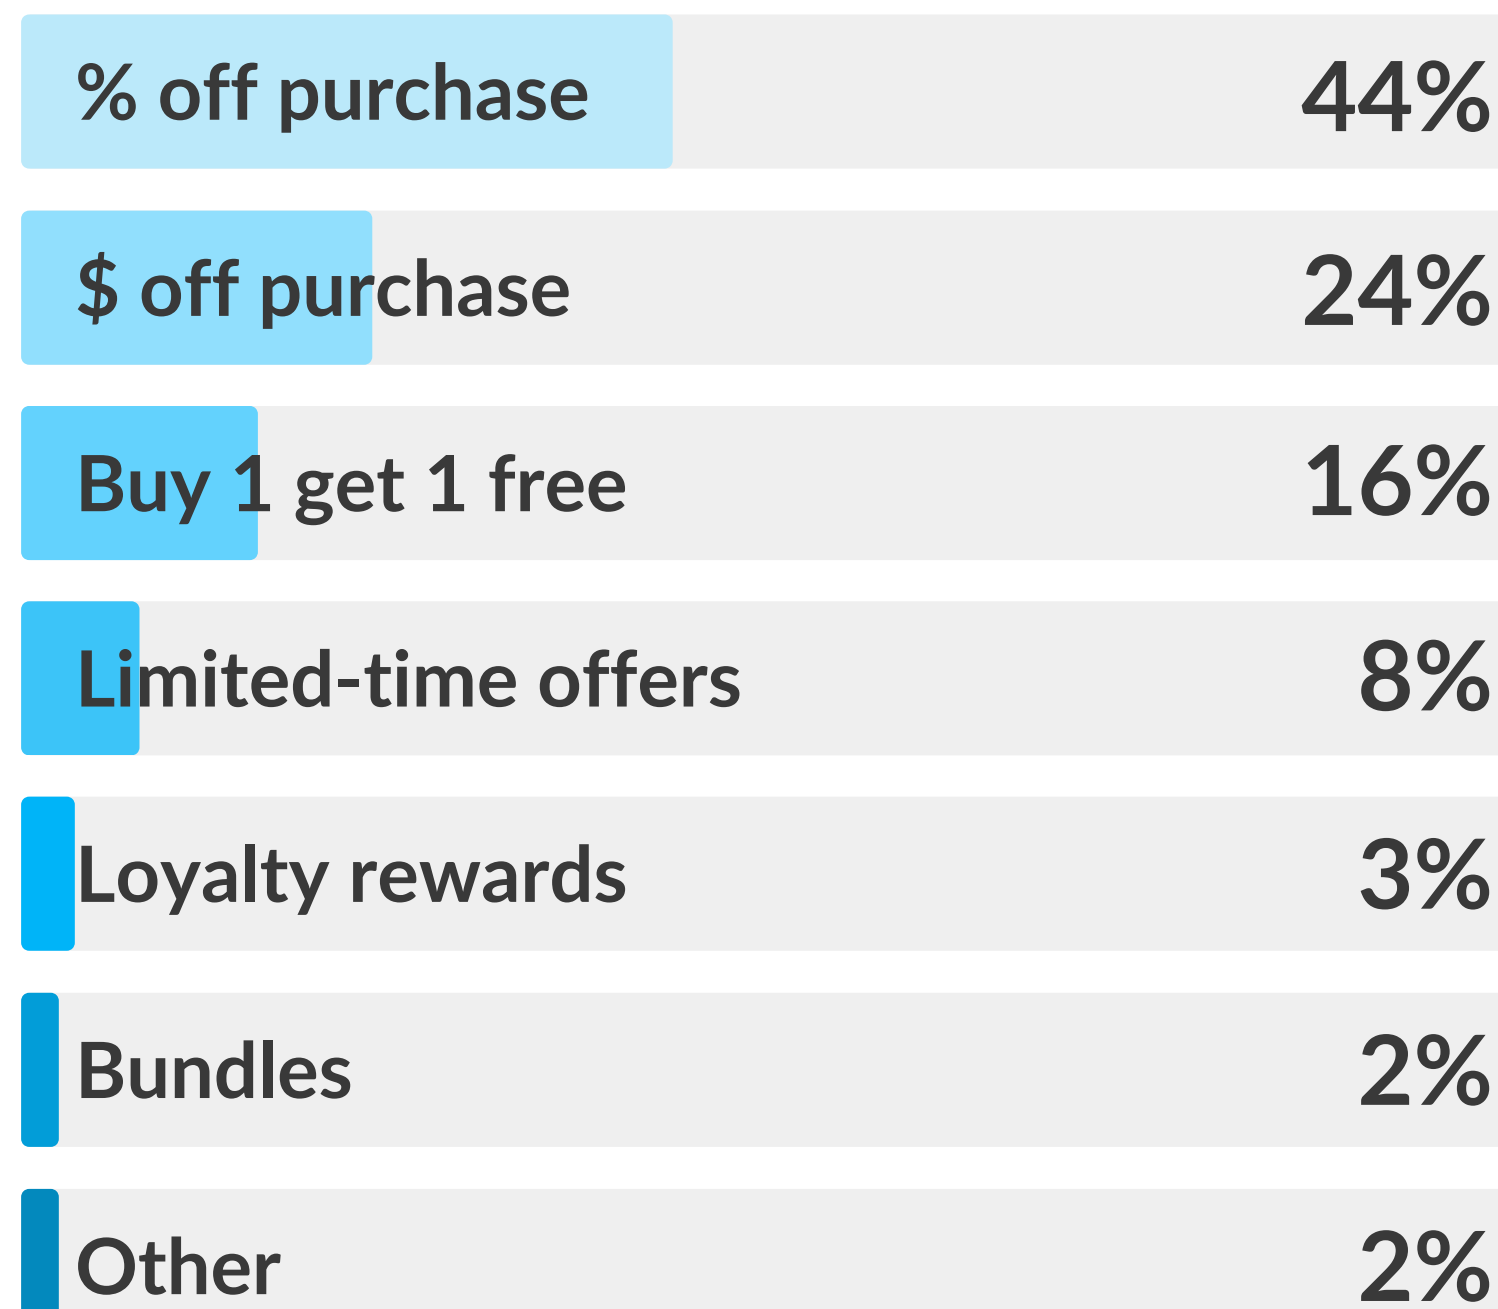 % off purchase 44%
$ off purchase 24%
Buy 1 get 1 free 16%
Limited-time offers 8%
Loyalty rewards 3%
Bundles 2%
Other 2%